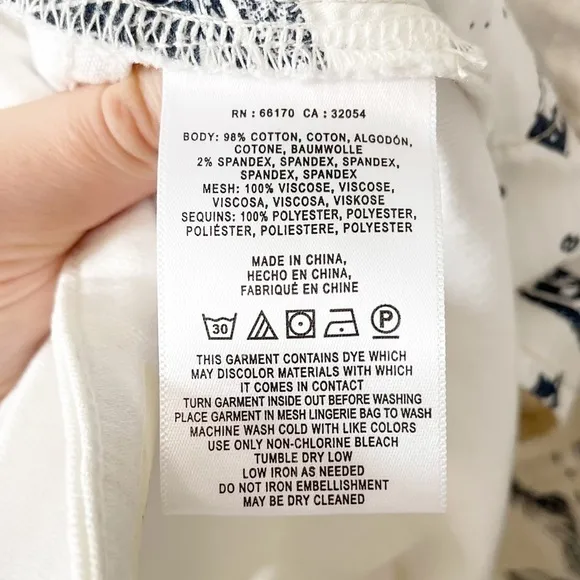 RN : 66170 CA : 32054
BODY: 98% COTTON, COTON, ALGODÓN,
COTONE, BAUMWOLLE
2% SPANDEX, SPANDEX, SPANDEX,
SPANDEX, SPANDEX
MESH: 100% VISCOSE, VISCOSE,
VISCOSA, VISCOSA, VISKOSE
SEQUINS: 100% POLYESTER, POLYESTER,
POLIÉSTER, POLIESTERE, POLYESTER
MADE IN CHINA,
HECHO EN CHINA,
FABRIQUÉ EN CHINE
30 P
THIS GARMENT CONTAINS DYE WHICH
MAY DISCOLOR MATERIALS WITH WHICH
IT COMES IN CONTACT
TURN GARMENT INSIDE OUT BEFORE WASHING
PLACE GARMENT IN MESH LINGERIE BAG TO WASH
MACHINE WASH COLD WITH LIKE COLORS
USE ONLY NON-CHLORINE BLEACH
TUMBLE DRY LOW
LOW IRON AS NEEDED
DO NOT IRON EMBELLISHMENT
MAY BE DRY CLEANED